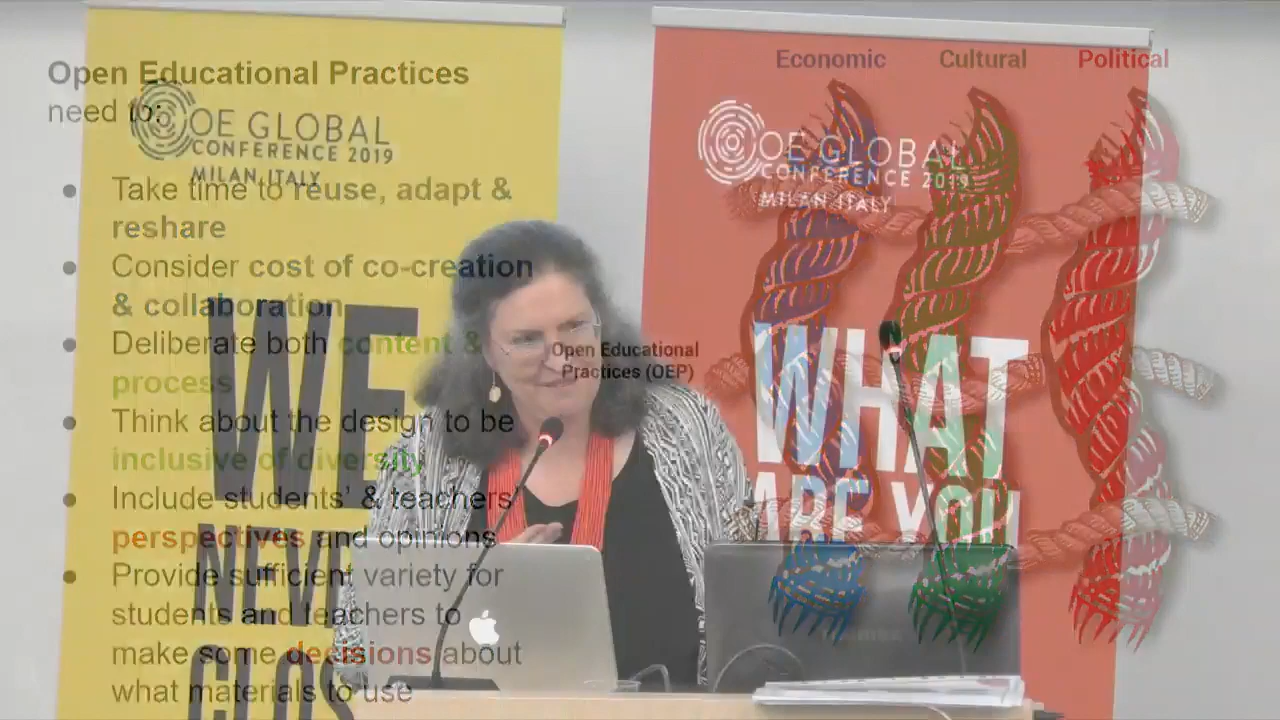 Open Educational Practices
need to:
Take time to reuse, adapt &
reshare
Consider cost of co-creation
& collaboration
Deliberate both content &
process
Think about the design to be
inclusive of diversity
Include students' & teachers
perspectives and opinions
Provide sufficient variety for
students and teachers to
make some decisions about
what materials to use
OE GLOBAL
CONFERENCE 2019
MILAN, ITALY
WE
Open Educational
Practices (OEP)
Economic Cultural Political
OE GLOBAL
CONFERENCE 2019
MILAN, ITALY
WHAT
ARE YOU